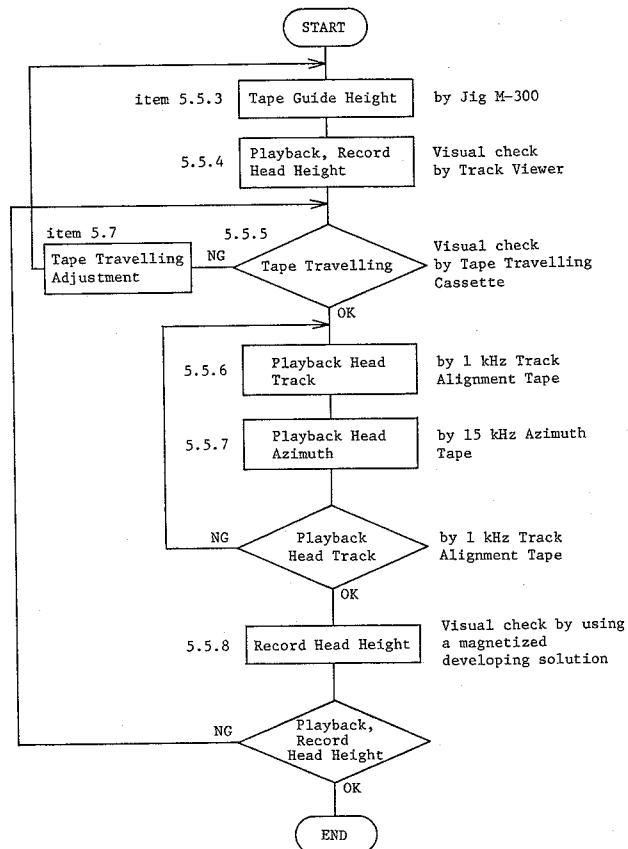 START
item 5.5.3
Tape Guide Height
by Jig M-300
5.5.4
Playback, Record
Head Height
Visual check
by Track Viewer
item 5.7
Tape Travelling
Adjustment
NG
5.5.5
Tape Travelling
Visual check
by Tape Travelling
Cassette
OK
5.5.6
Playback Head
Track
by 1 kHz Track
Alignment Tape
5.5.7
Playback Head
Azimuth
by 15 kHz Azimuth
Tape
NG
Playback
Head Track
by 1 kHz Track
Alignment Tape
OK
5.5.8
Record Head Height
Visual check by using
a magnetized
developing solution
NG
Playback,
Record
Head Height
OK
END